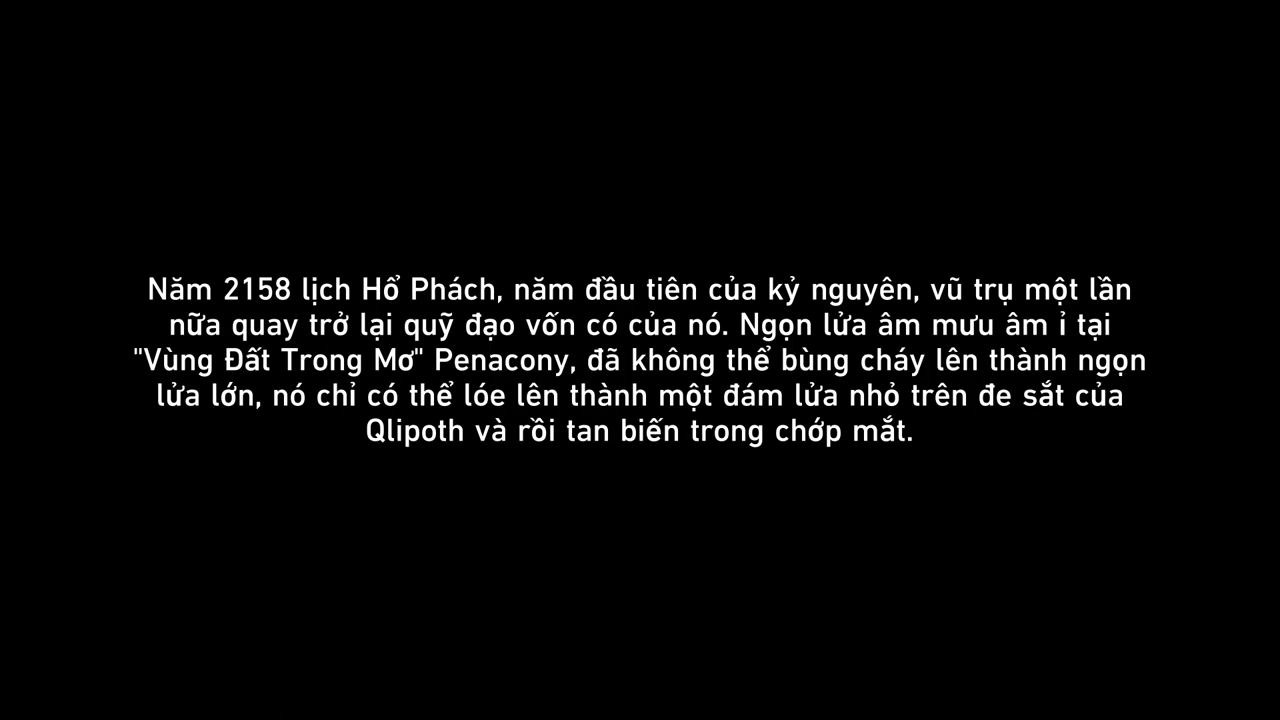 Năm 2158 lịch Hổ Phách, năm đầu tiên của kỷ nguyên, vũ trụ một lần
nữa quay trở lại quỹ đạo vốn có của nó. Ngọn lửa âm mưu âm ỉ tại
"Vùng Đất Trong Mơ" Penacony, đã không thể bùng cháy lên thành ngọn
lửa lớn, nó chỉ có thể lóe lên thành một đám lửa nhỏ trên đe sắt của
Qlipoth và rồi tan biến trong chớp mắt.